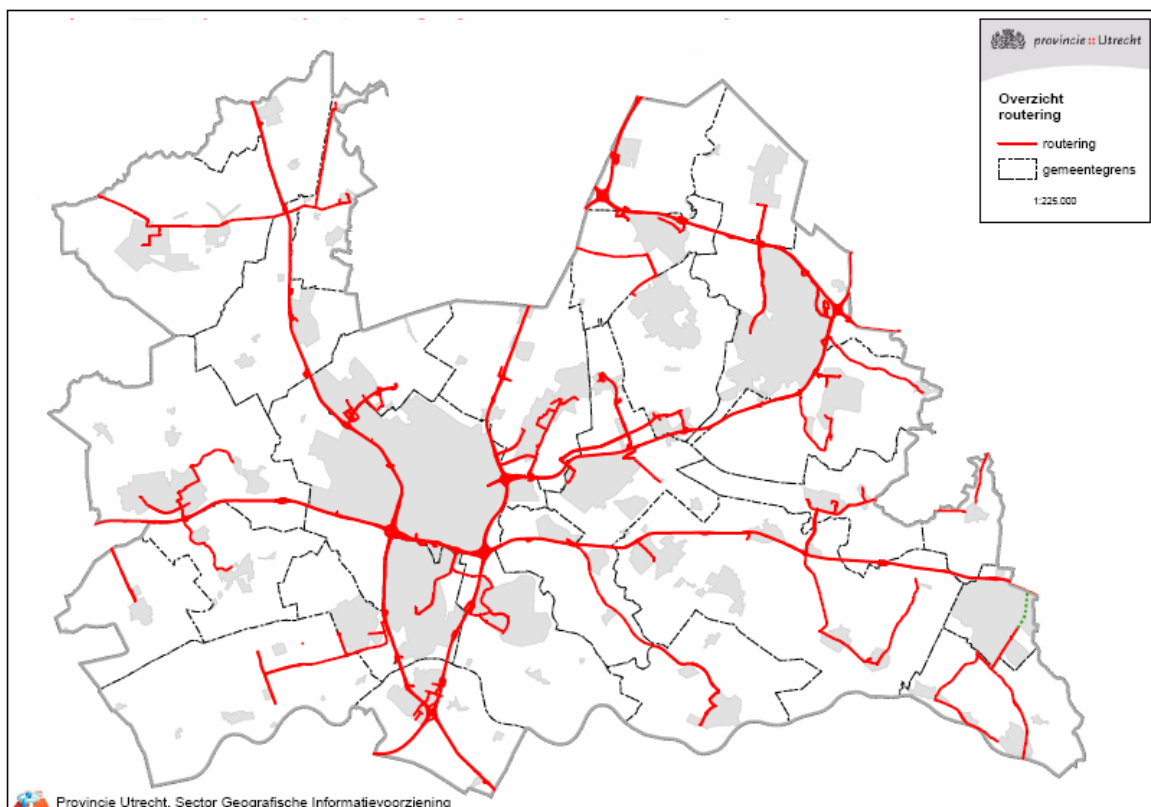 provincie::Utrecht
Overzicht
routering
routering
gemeentegrens
1:225.000
Provincie Utrecht, Sector Geografische Informatievoorziening